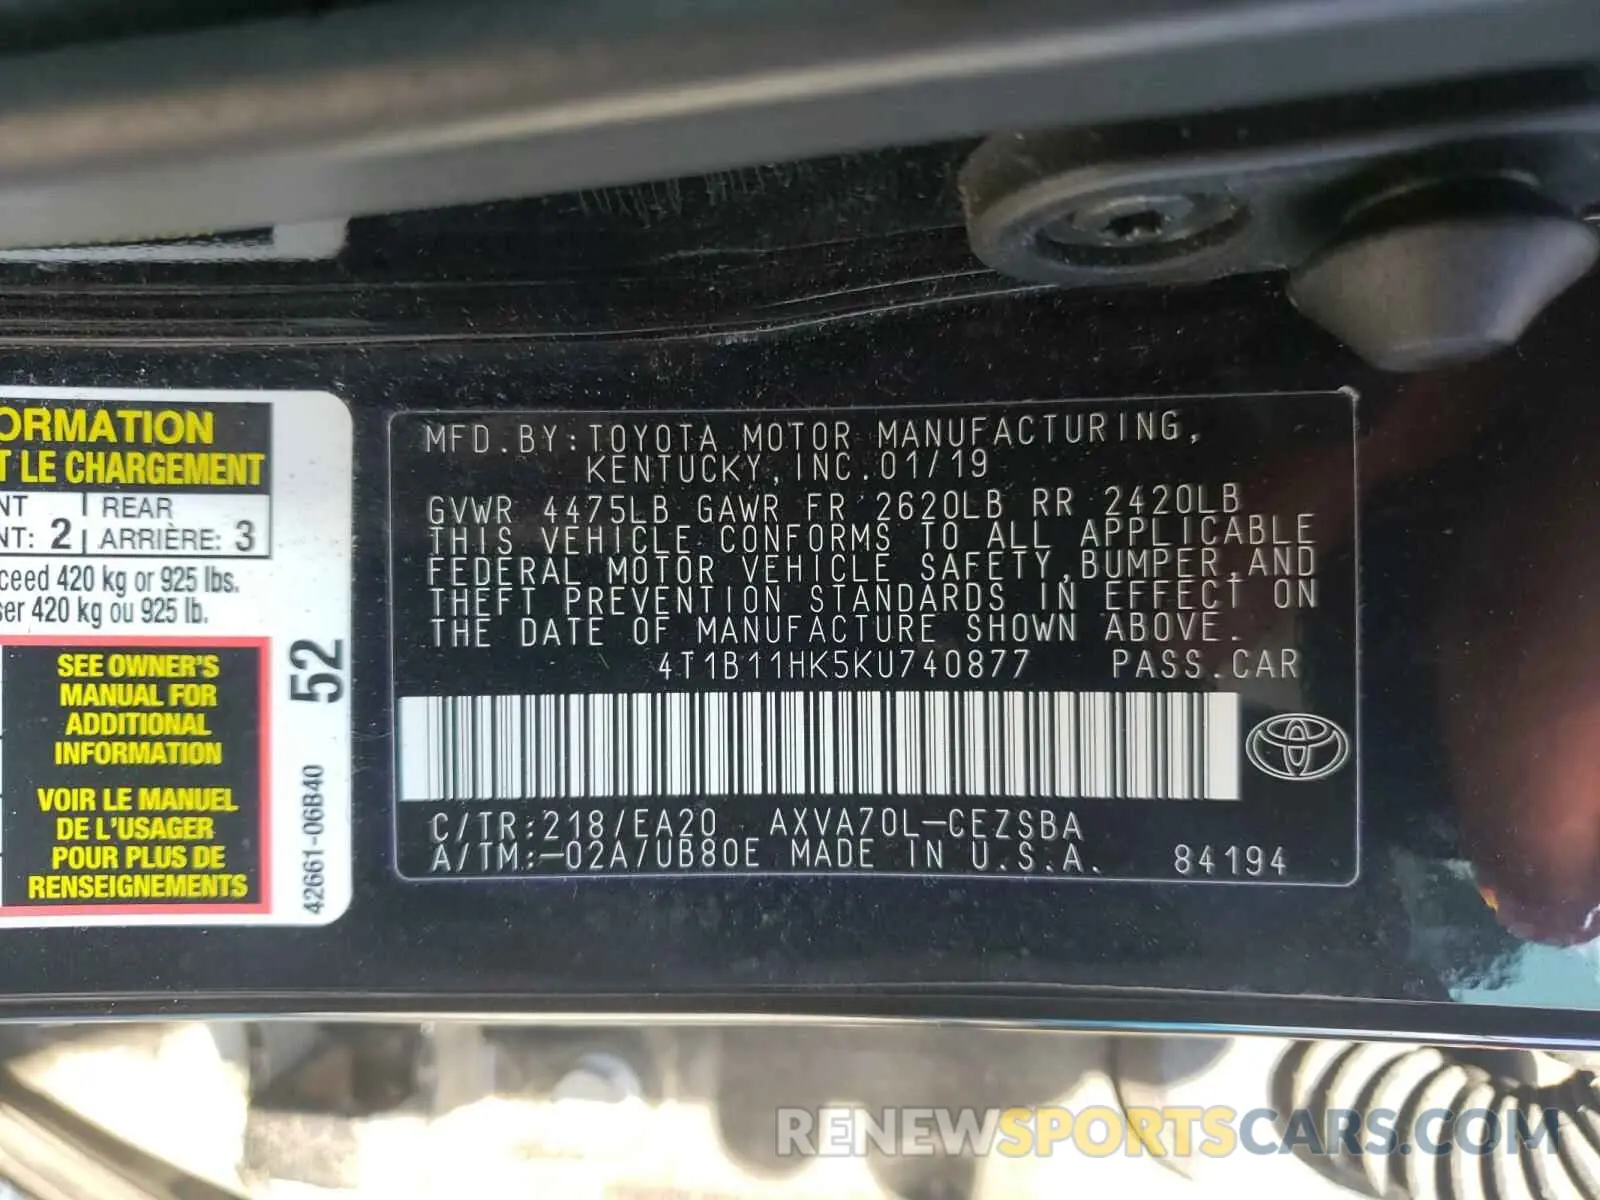 ORMATION
T LE CHARGEMENT
NT REAR
NT: 2 ARRIÈRE: 3
ceed 420 kg or 925 lbs.
ser 420 kg ou 925 lb.
SEE OWNER'S
MANUAL FOR
ADDITIONAL
INFORMATION
VOIR LE MANUEL
DE L'USAGER
POUR PLUS DE
RENSEIGNEMENTS
52
42661-06B40
MFD.BY:TOYOTA MOTOR MANUFACTURING,
KENTUCKY,INC.01/19
GVWR 4475LB GAWR FR 2620LB RR 2420LB
THIS VEHICLE CONFORMS TO ALL APPLICABLE
FEDERAL MOTOR VEHICLE SAFETY,BUMPER,AND
THEFT PREVENTION STANDARDS IN EFFECT ON
THE DATE OF MANUFACTURE SHOWN ABOVE.
4T1B11HK5KU740877 PASS.CAR
C/TR:218/EA20 AXVA70L-CEZSBA
A/TM:-02A/UB80E MADE IN U.S.A. 84194
RENEWSPORTSCARS.COM